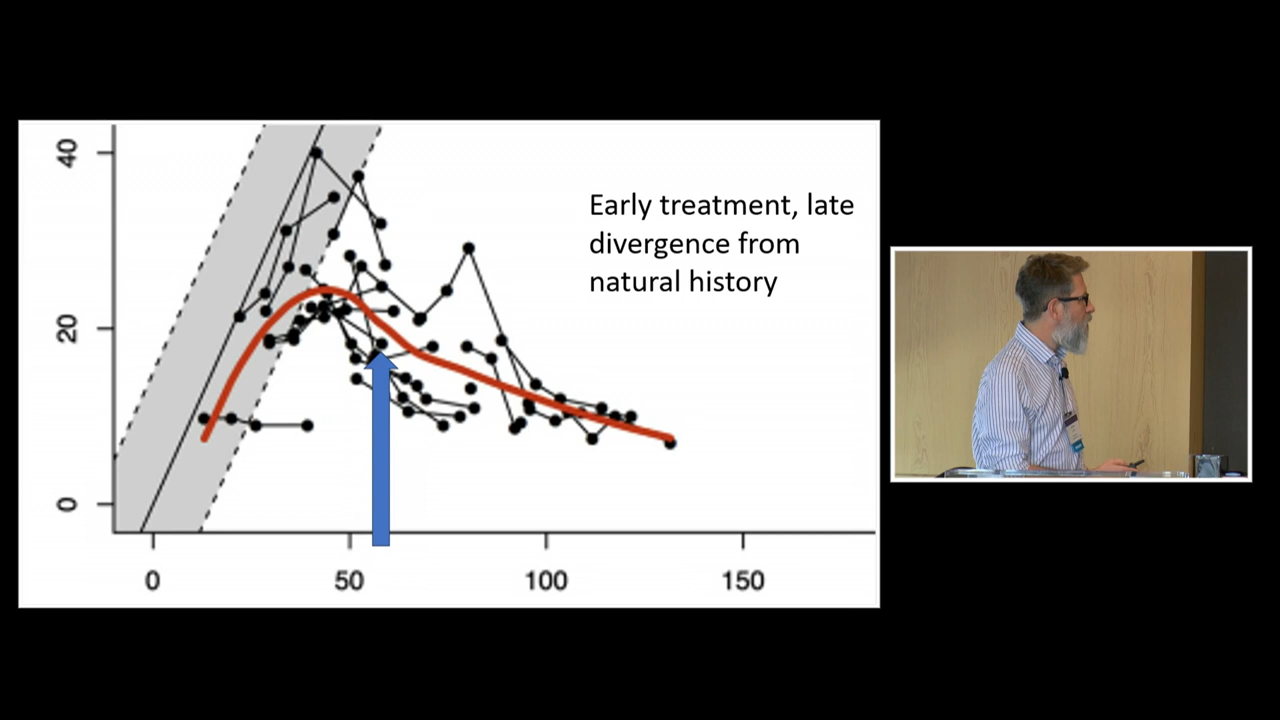 40
20
0
0 50 100 150
Early treatment, late
divergence from
natural history